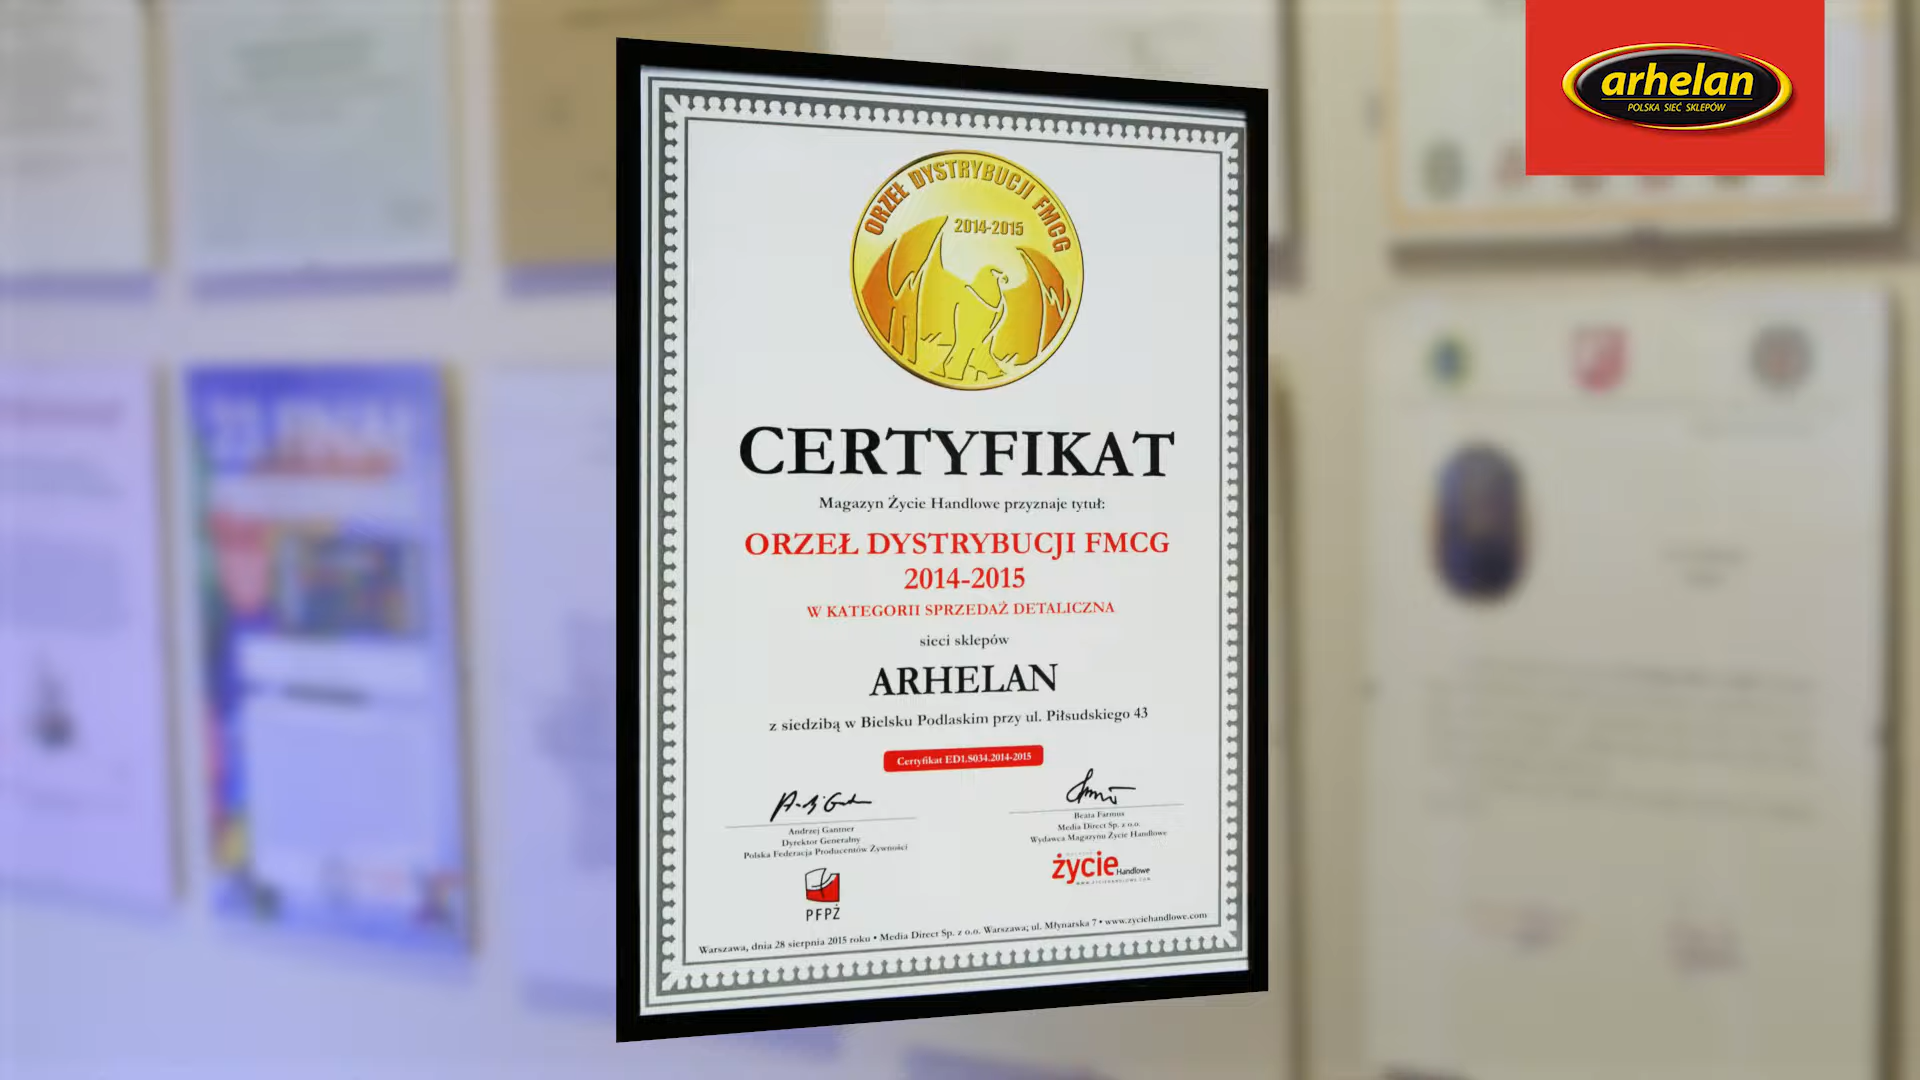 arhelan
POLSKA SIEĆ SKLEPÓW
ORZEŁ DYSTRYBUCJI FMCG
2014-2015
CERTYFIKAT
Magazyn Życie Handlowe przyznaje tytuł:
ORZEŁ DYSTRYBUCJI FMCG
2014-2015
W KATEGORII SPRZEDAŻ DETALICZNA
sieci sklepów
ARHELAN
z siedzibą w Bielsku Podlaskim przy ul. Piłsudskiego 43
Certyfikat ED1.S034.2014-2015
Andrzej Gantner
Dyrektor Generalny
Polska Federacja Producentów Żywności
PFPŻ
Beata Farmus
Media Direct Sp. z o.o.
Wydawca Magazynu Życie Handlowe
życie Handlowe
WWW.ZYCIEHANDLOWE.COM
Warszawa, dnia 28 sierpnia 2015 roku • Media Direct Sp. z o.o. Warszawa; ul. Młynarska 7 • www.zyciehandlowe.com